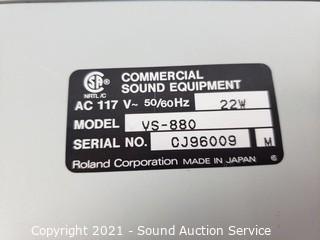 COMMERCIAL
SOUND EQUIPMENT
NRTL/C
AC 117 V~ 50/60Hz 22W
MODEL VS-880
SERIAL NO. CJ96009 M
Roland Corporation MADE IN JAPAN
Copyright 2021 - Sound Auction Service